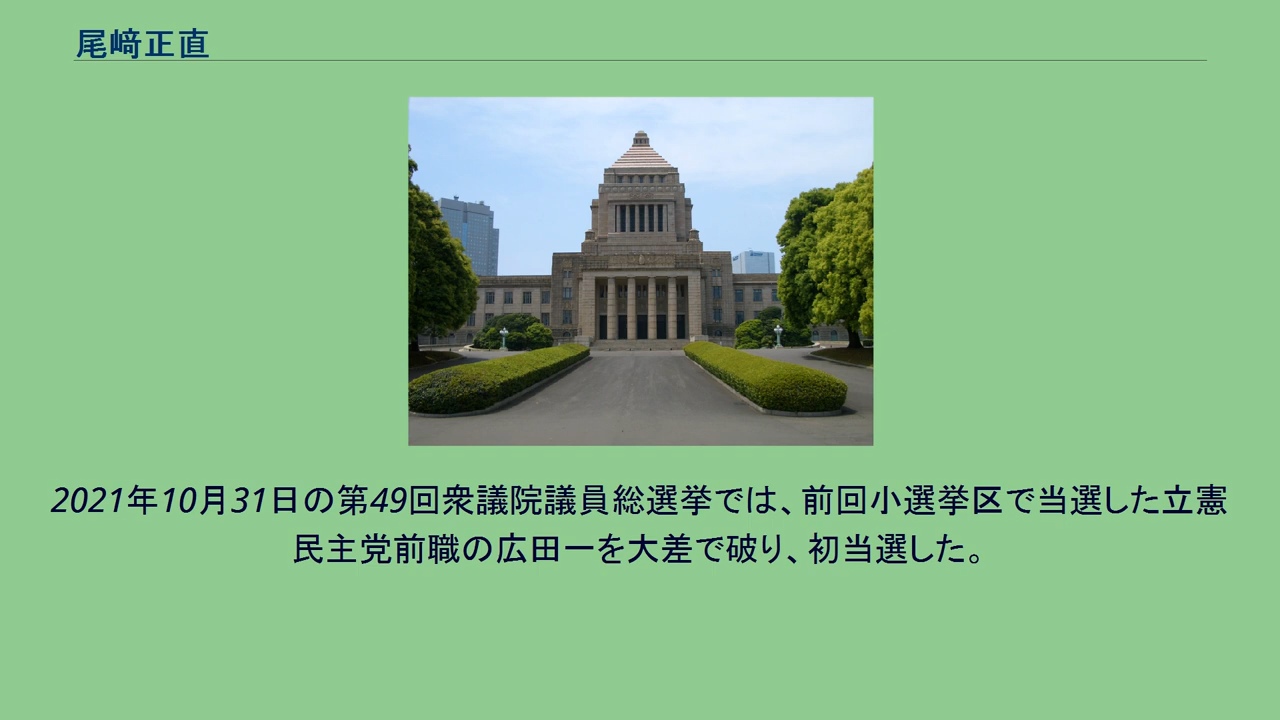 尾﨑正直
2021年10月31日の第49回衆議院議員総選挙では、前回小選挙区で当選した立憲
民主党前職の広田一を大差で破り、初当選した。